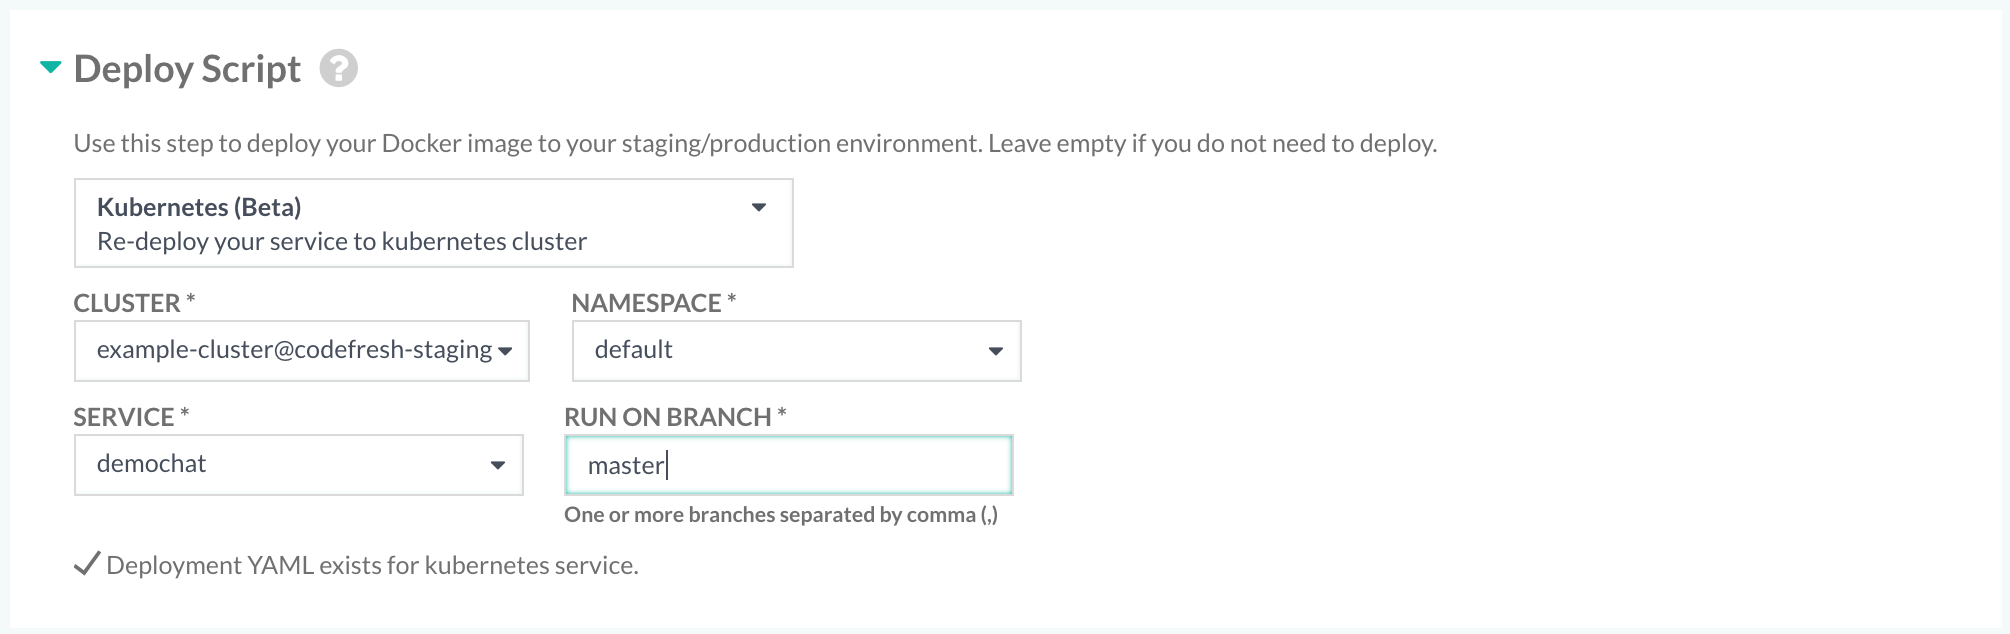 Deploy Script ?
Use this step to deploy your Docker image to your staging/production environment. Leave empty if you do not need to deploy.
Kubernetes (Beta)
Re-deploy your service to kubernetes cluster
CLUSTER * NAMESPACE *
example-cluster@codefresh-staging default
SERVICE * RUN ON BRANCH *
demochat master
One or more branches separated by comma (,)
Deployment YAML exists for kubernetes service.